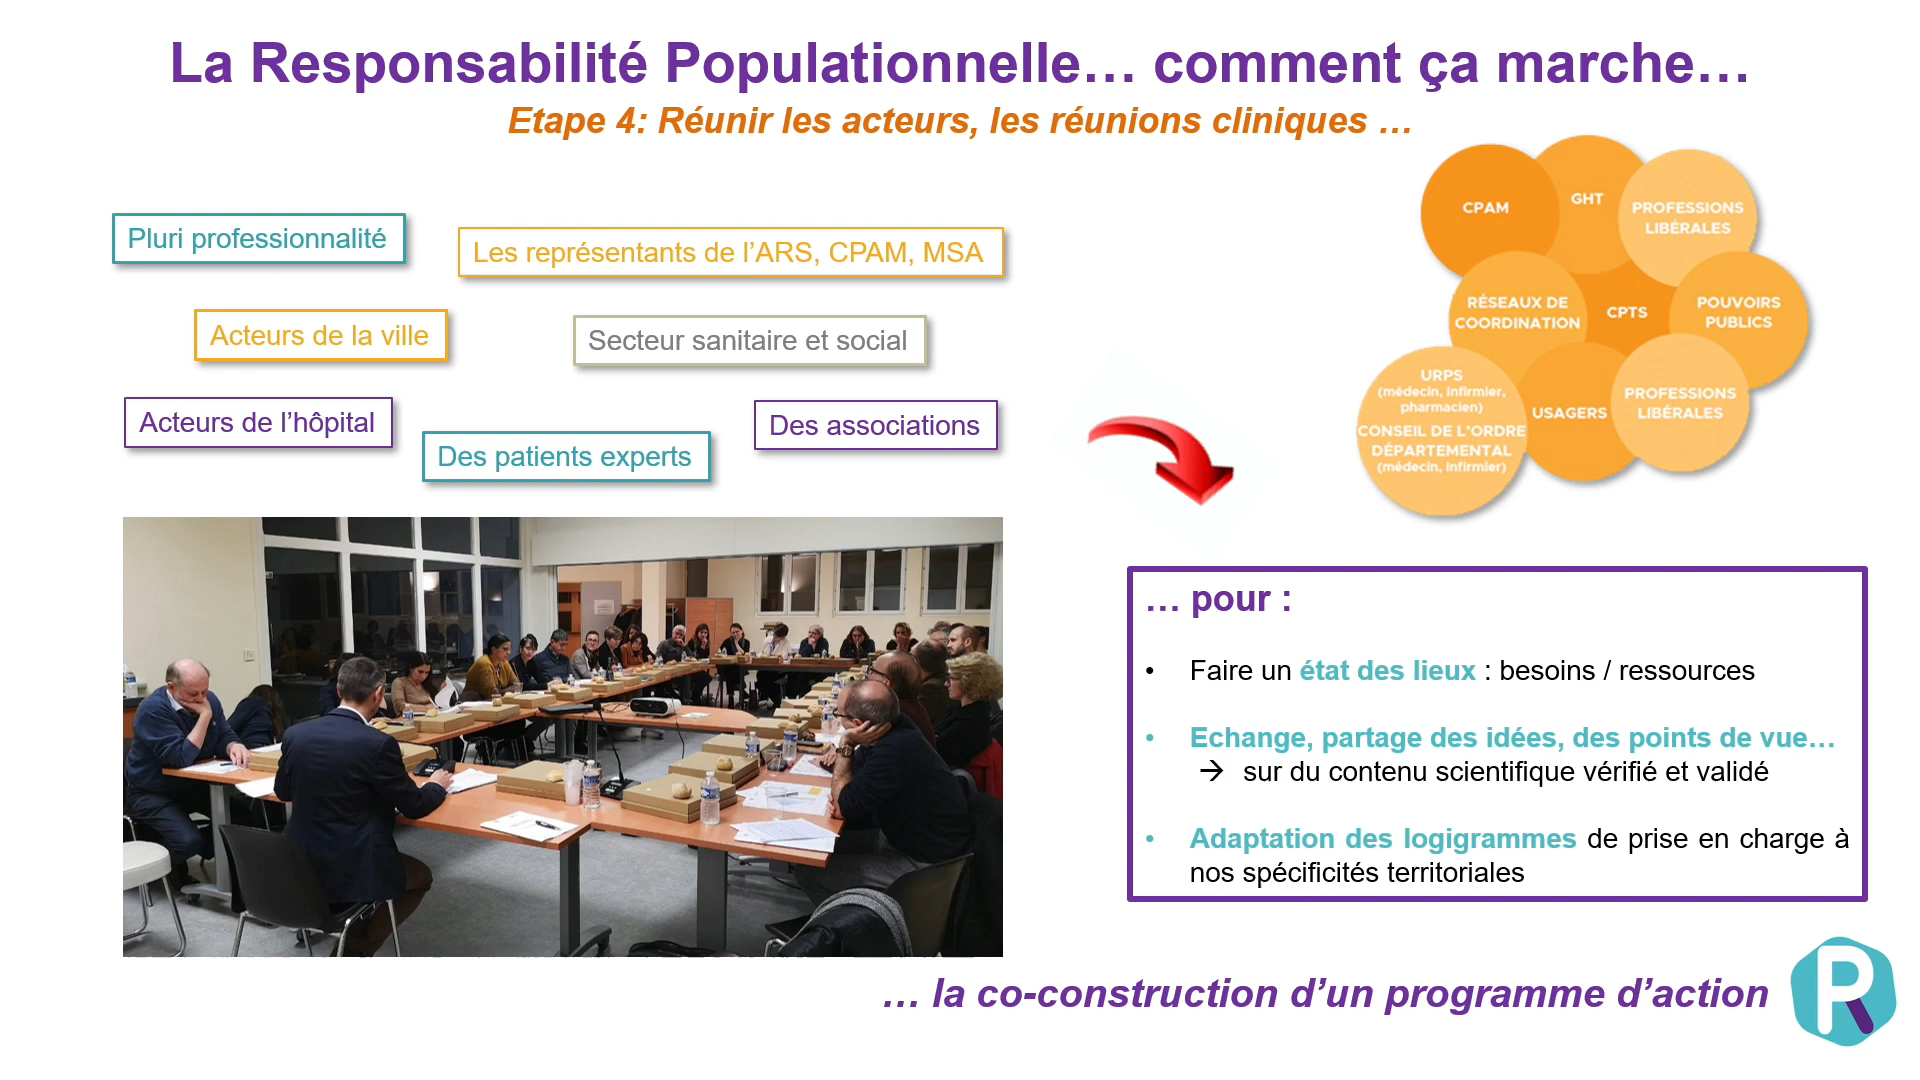 La Responsabilité Populationnelle… comment ça marche…
Etape 4: Réunir les acteurs, les réunions cliniques …
Pluri professionnalité
Les représentants de l’ARS, CPAM, MSA
Acteurs de la ville
Secteur sanitaire et social
Acteurs de l’hôpital
Des patients experts
Des associations
CPAM
GHT
PROFESSIONS
LIBÉRALES
RÉSEAUX DE
COORDINATION
CPTS
POUVOIRS
PUBLICS
URPS
(médecin, infirmier,
pharmacien)
CONSEIL DE L’ORDRE
DÉPARTEMENTAL
(médecin, infirmier)
USAGERS
PROFESSIONS
LIBÉRALES
… pour :
• Faire un état des lieux : besoins / ressources
• Echange, partage des idées, des points de vue…
→ sur du contenu scientifique vérifié et validé
• Adaptation des logigrammes de prise en charge à
nos spécificités territoriales
… la co-construction d’un programme d’action
PR